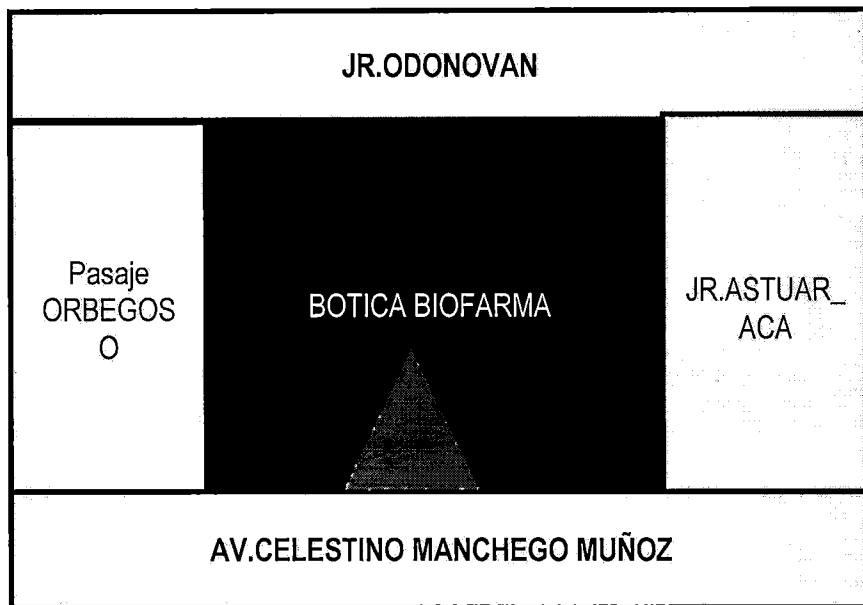 JR.ODONOVAN
Pasaje
ORBEGOS
O
BOTICA BIOFARMA
JR.ASTUAR_
ACA
AV.CELESTINO MANCHEGO MUÑOZ